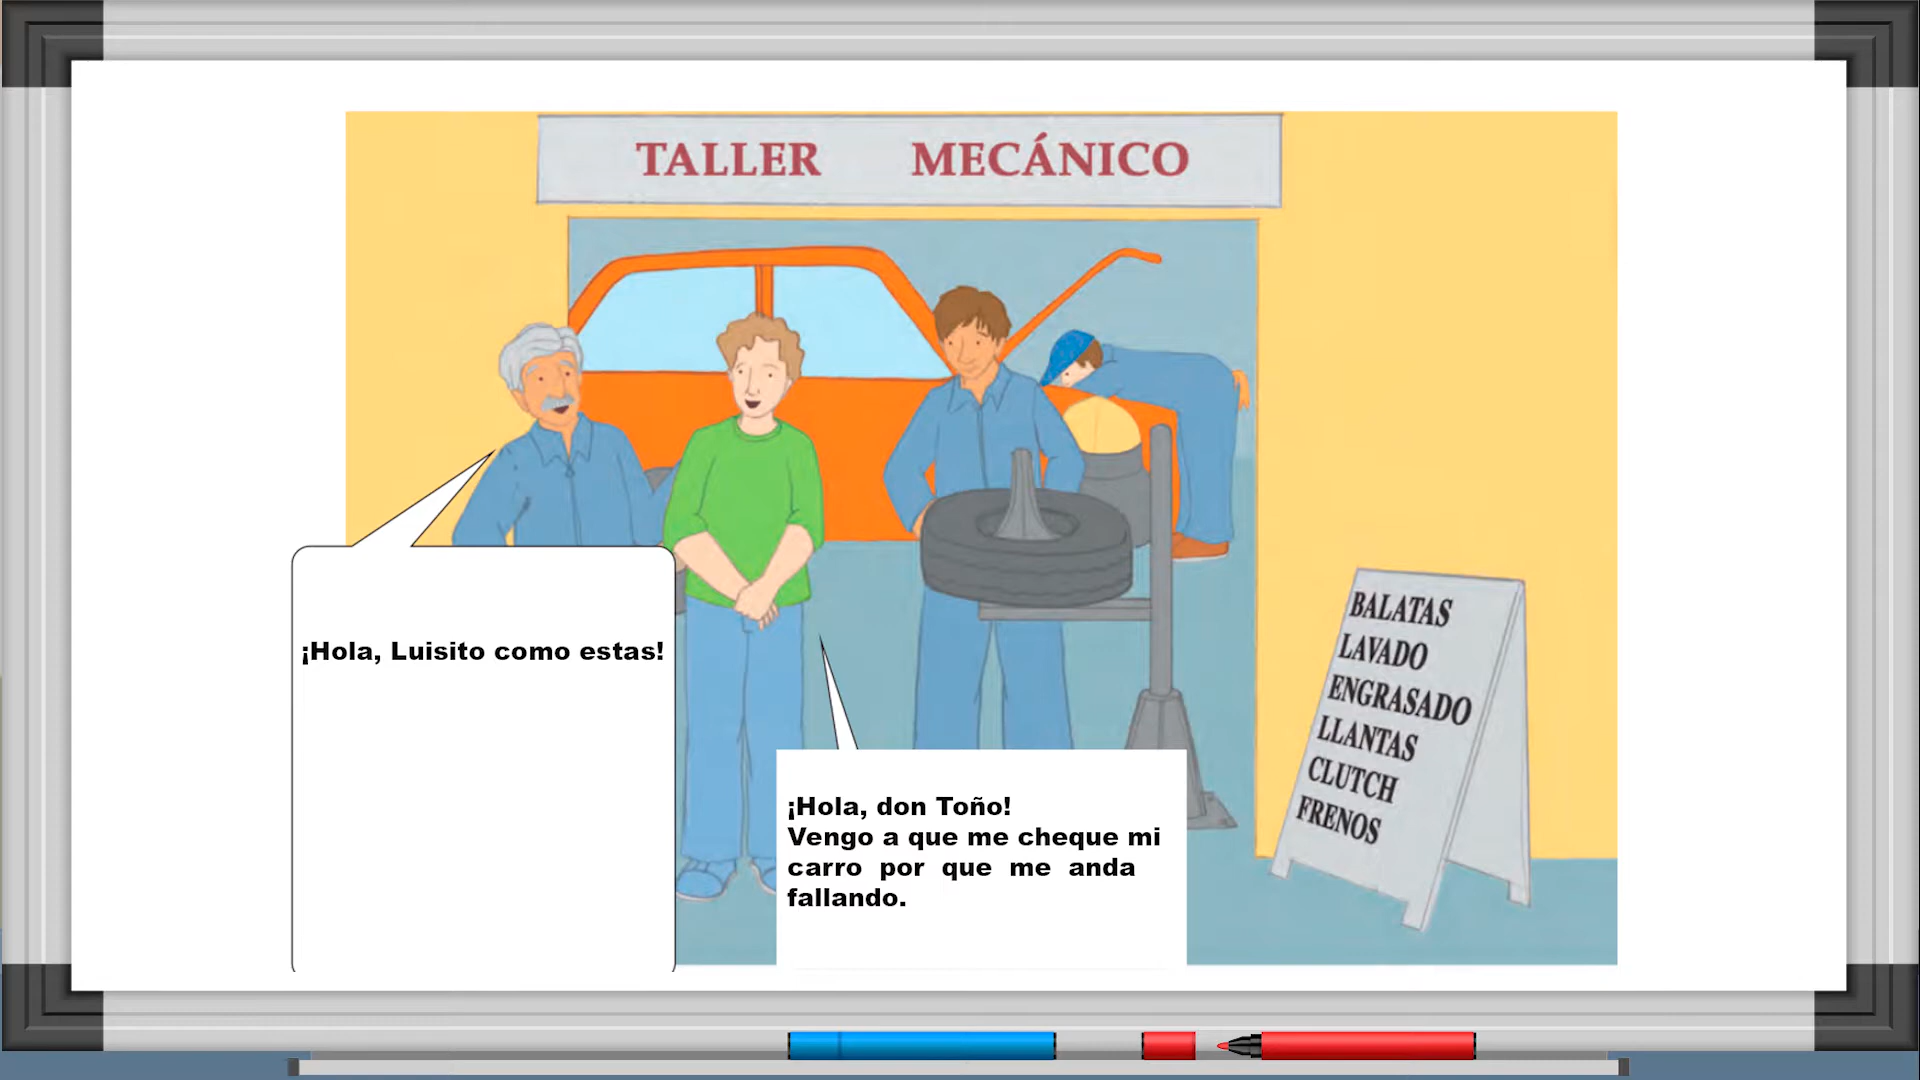 TALLER MECÁNICO
¡Hola, Luisito como estas!
¡Hola, don Toño!
Vengo a que me cheque mi
carro por que me anda
fallando.
BALATAS
LAVADO
ENGRASADO
LLANTAS
CLUTCH
FRENOS